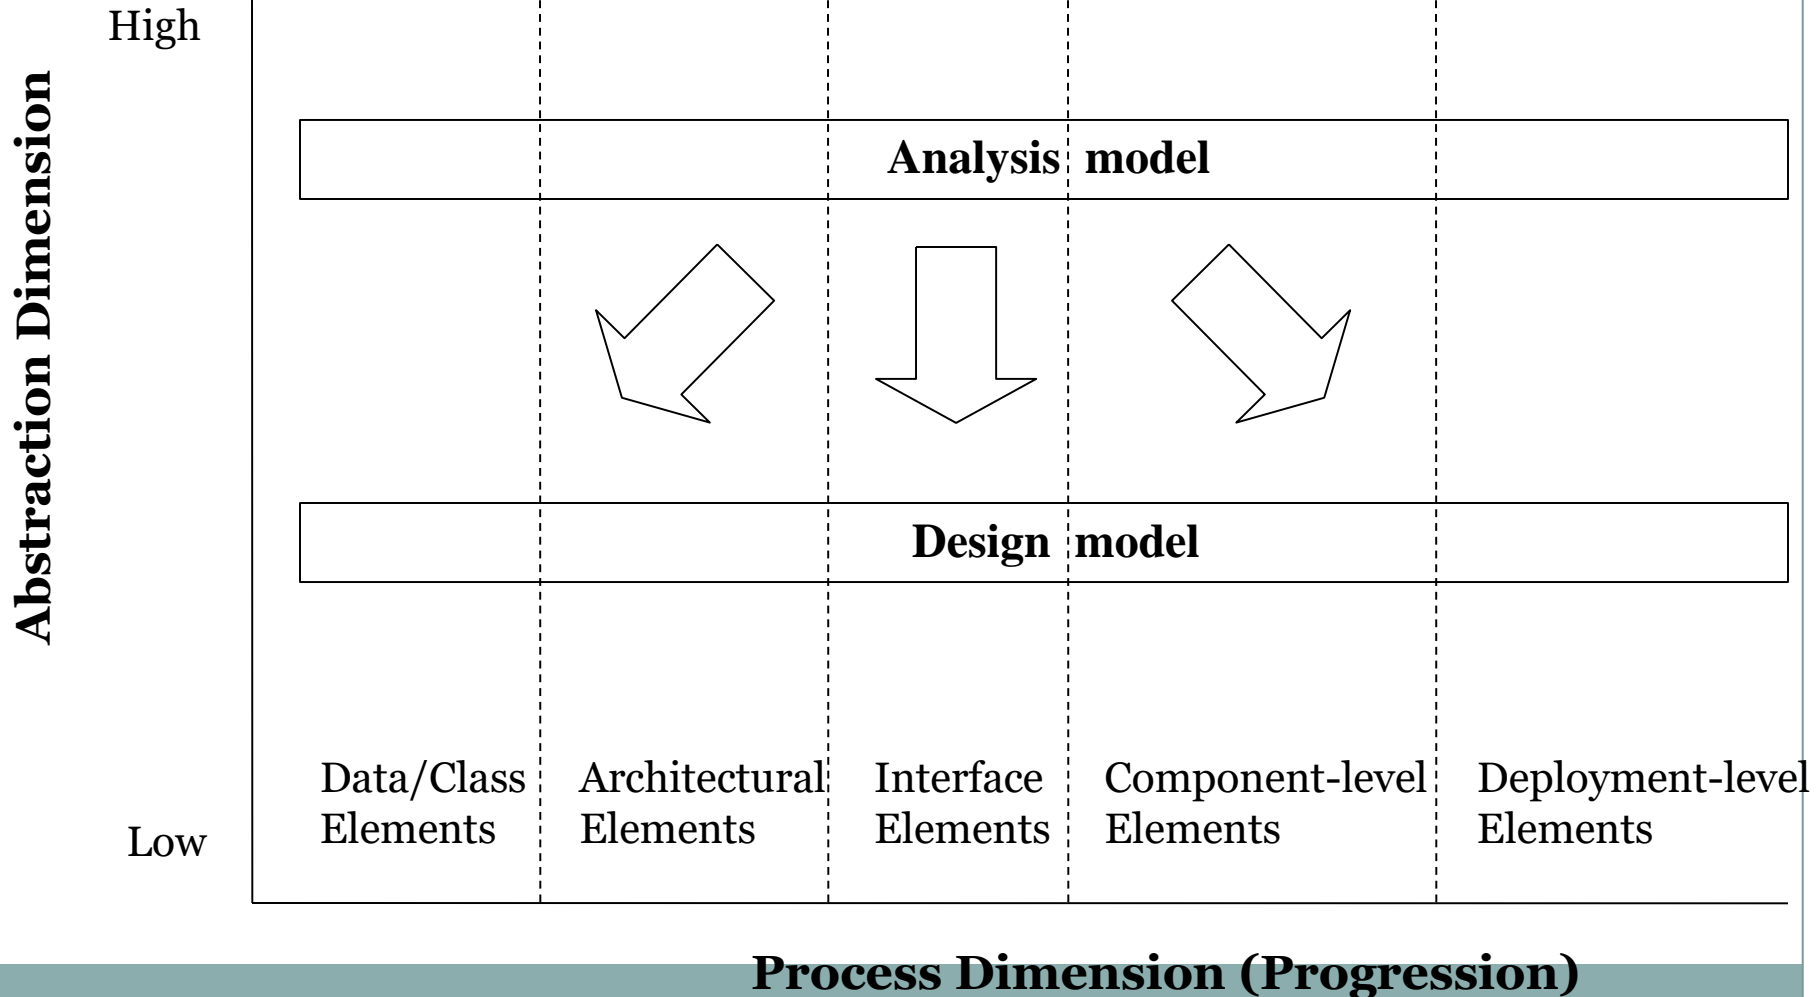 High
Abstraction Dimension
Analysis model
Design model
Data/Class
Elements
Architectural
Elements
Interface
Elements
Component-level
Elements
Deployment-level
Elements
Low
Process Dimension (Progression)